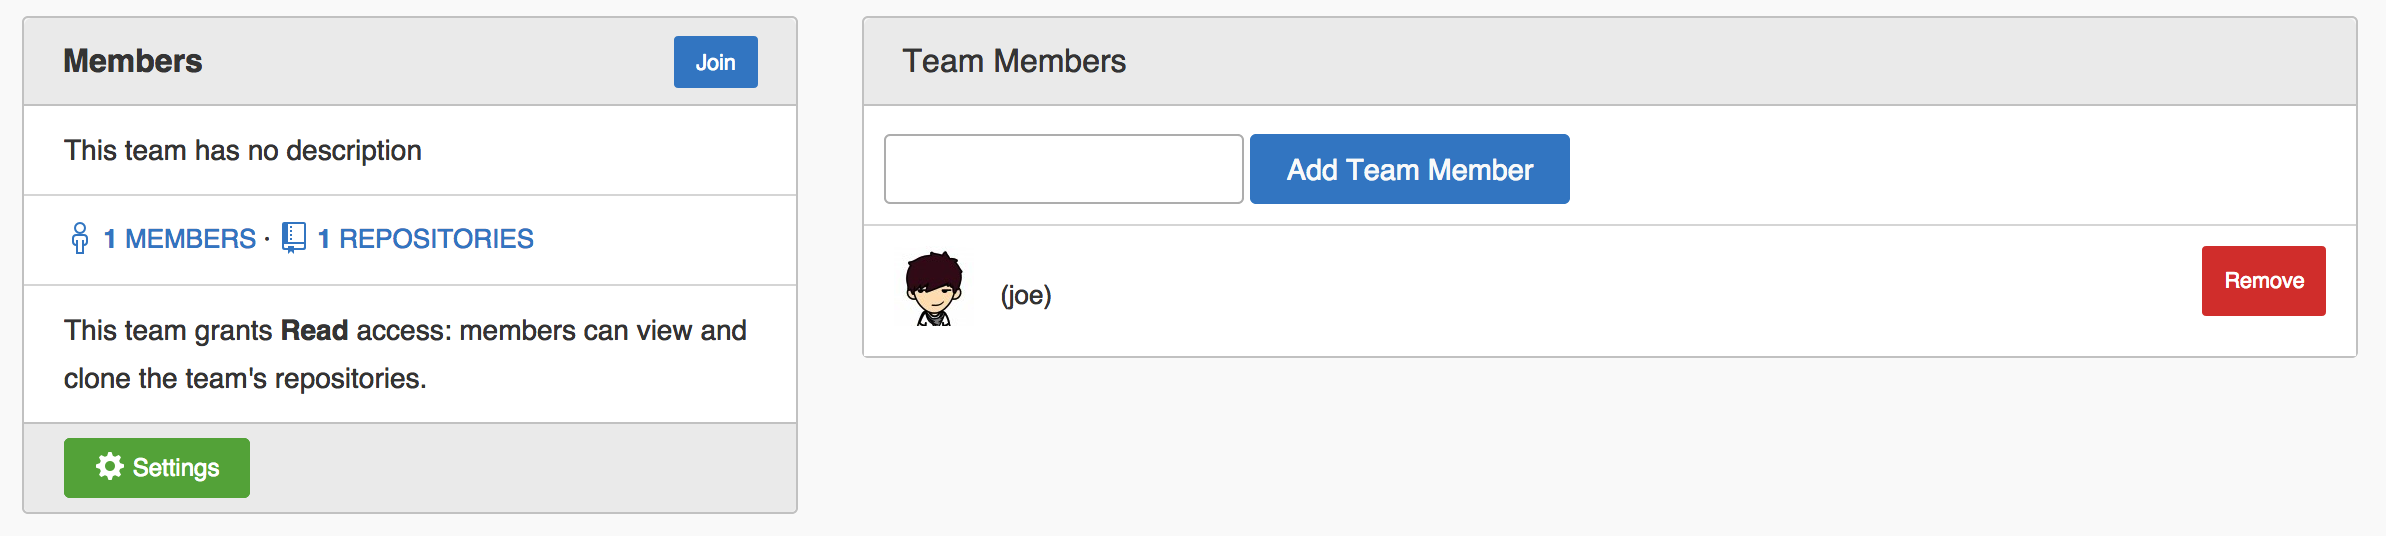 Members
Join
This team has no description
1 MEMBERS · 1 REPOSITORIES
This team grants Read access: members can view and
clone the team's repositories.
Settings
Team Members
Add Team Member
(joe)
Remove